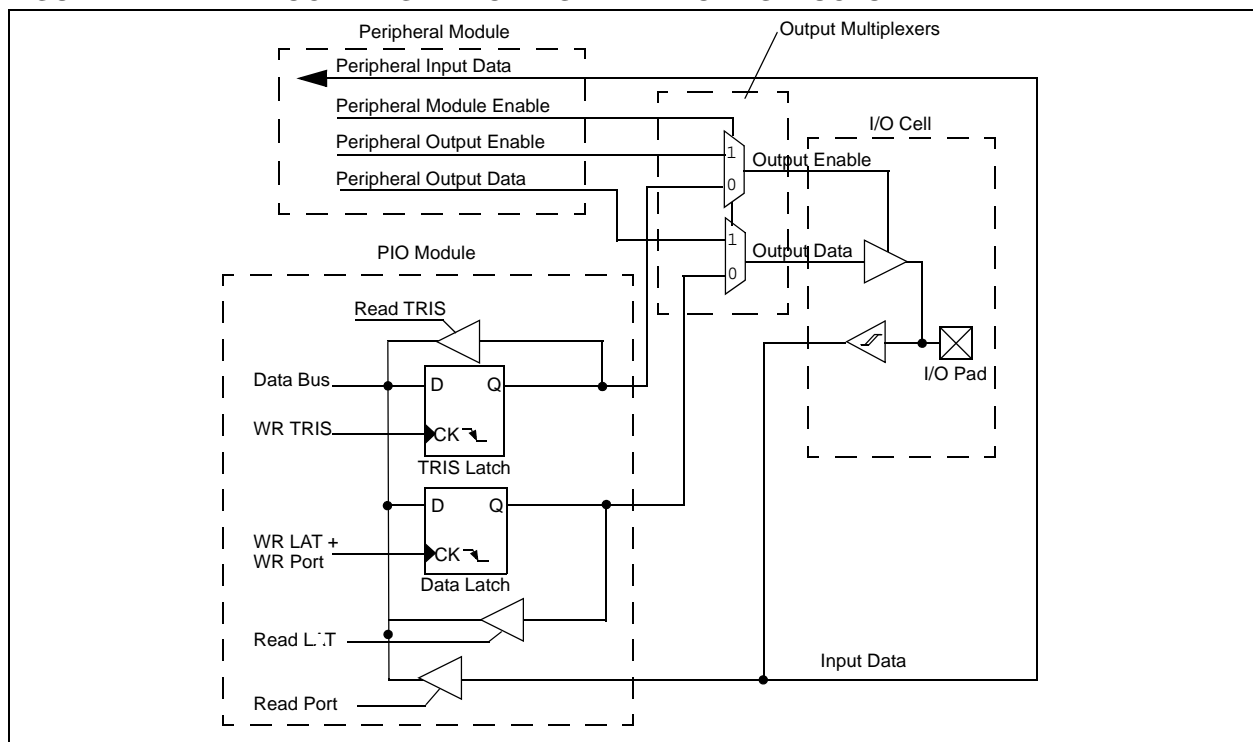 Peripheral Module
Output Multiplexers
Peripheral Input Data
Peripheral Module Enable
I/O Cell
Peripheral Output Enable
1
Output Enable
Peripheral Output Data
0
1
PIO Module
Output Data
0
Read TRIS
I/O Pad
Data Bus
D Q
WR TRIS
CK
TRIS Latch
D Q
WR LAT +
WR Port
CK
Data Latch
Read
Input Data
Read Port